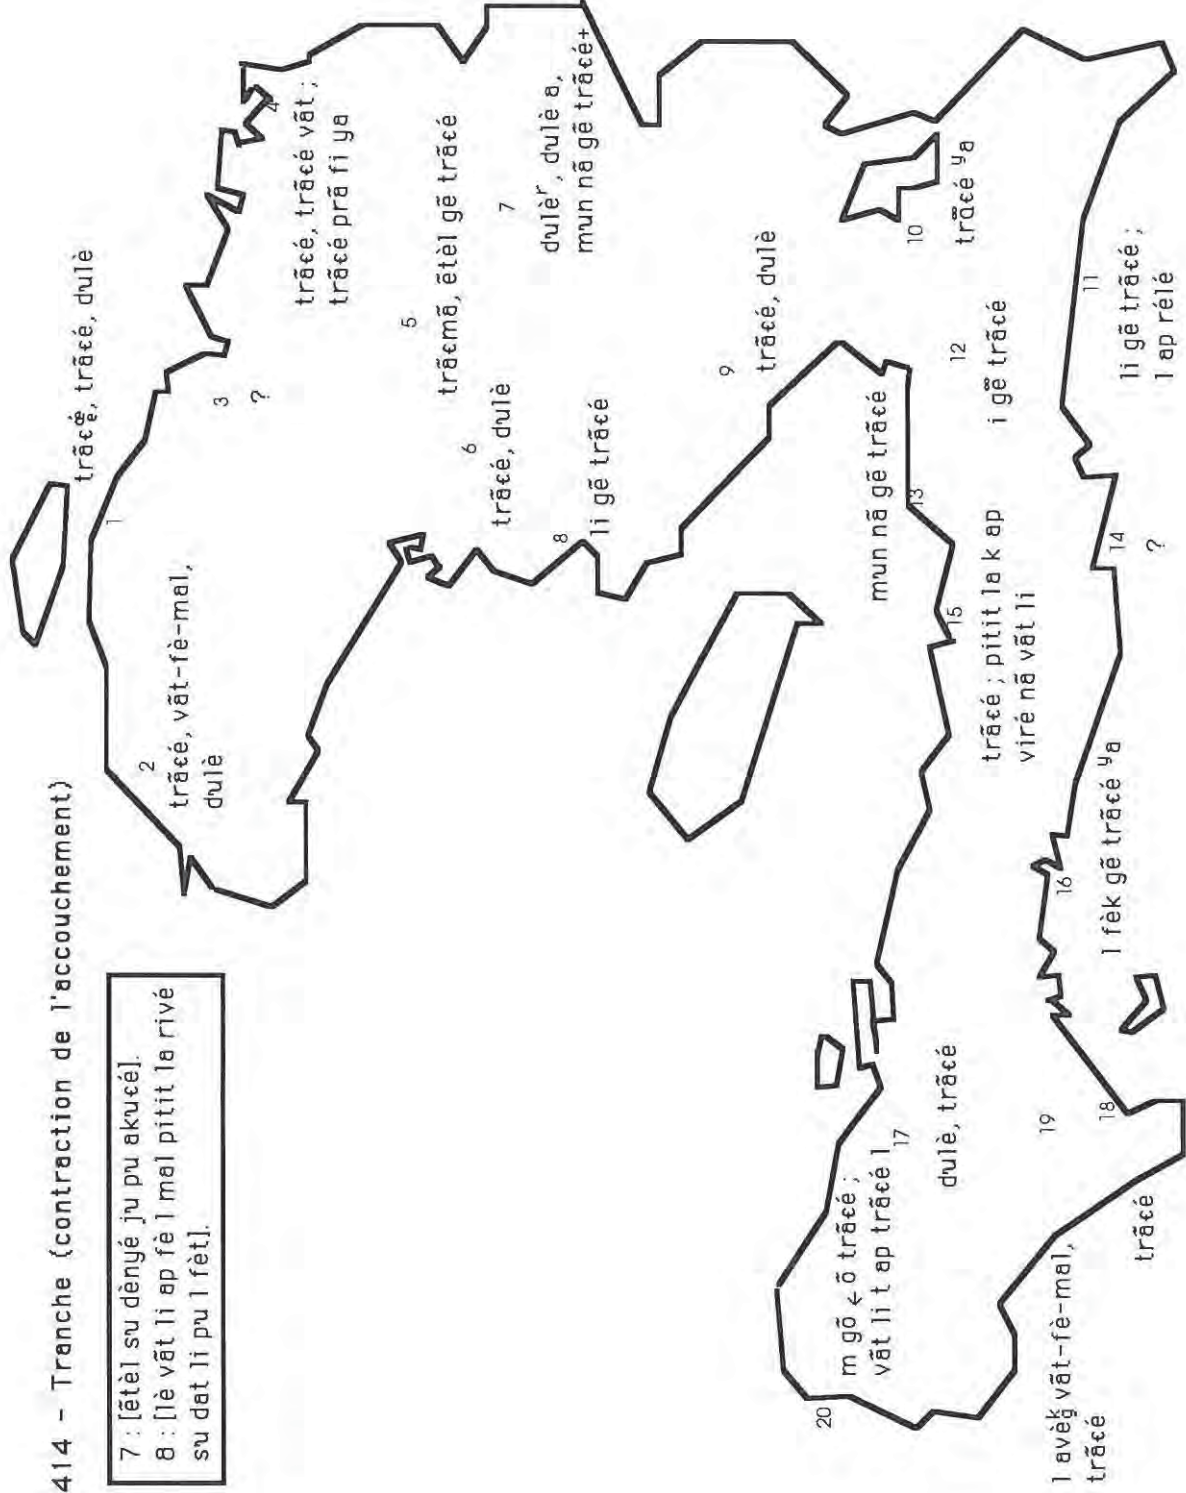 414 - Tranche (contraction de l'accouchement)
7 : [ẽtèl su dènyé ju pu akuɛé].
8 : [lè vãt li ap fè l mal pitit la rivé
su dat li pu l fèt].
1
trãɛé, trãɛé, dulè
2
trãɛé, vãt-fè-mal,
dulè
3
?
4
trãɛé, trãɛé vãt ;
trãɛé prã fi ya
5
trãɛmã, ẽtèl gẽ trãɛé
6
trãɛé, dulè
7
dulèʳ, dulè a,
mun nã gẽ trãɛé+
8
li gẽ trãɛé
9
trãɛé, dulè
10
trãɛé ʸa
11
li gẽ trãɛé ;
l ap rélé
12
i gẽ trãɛé
13
mun nã gẽ trãɛé
14
?
15
trãɛé ; pitit la k ap
viré nã vãt li
16
l fèk gẽ trãɛé ʸa
17
dulè, trãɛé
18
trãɛé
19
l avèk vãt-fè-mal,
trãɛé
20
m gõ ← õ trãɛé ;
vãt li t ap trãɛé l